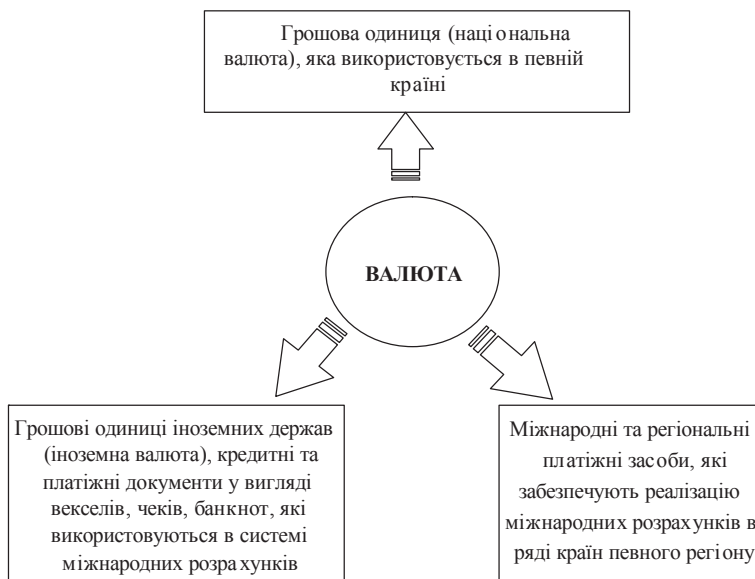 Грошова одиниця (національна
валюта), яка використовується в певній
країні
ВАЛЮТА
Грошові одиниці іноземних держав
(іноземна валюта), кредитні та
платіжні документи у вигляді
векселів, чеків, банкнот, які
використовуються в системі
міжнародних розрахунків
Міжнародні та регіональні
платіжні засоби, які
забезпечують реалізацію
міжнародних розрахунків в
ряді країн певного регіону